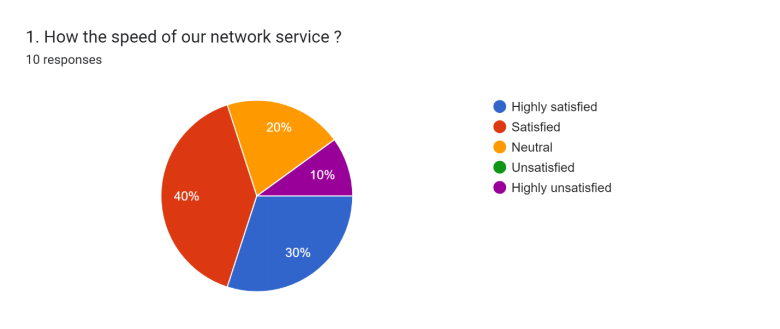 1. How the speed of our network service ?
10 responses
20%
10%
40%
30%
Highly satisfied
Satisfied
Neutral
Unsatisfied
Highly unsatisfied